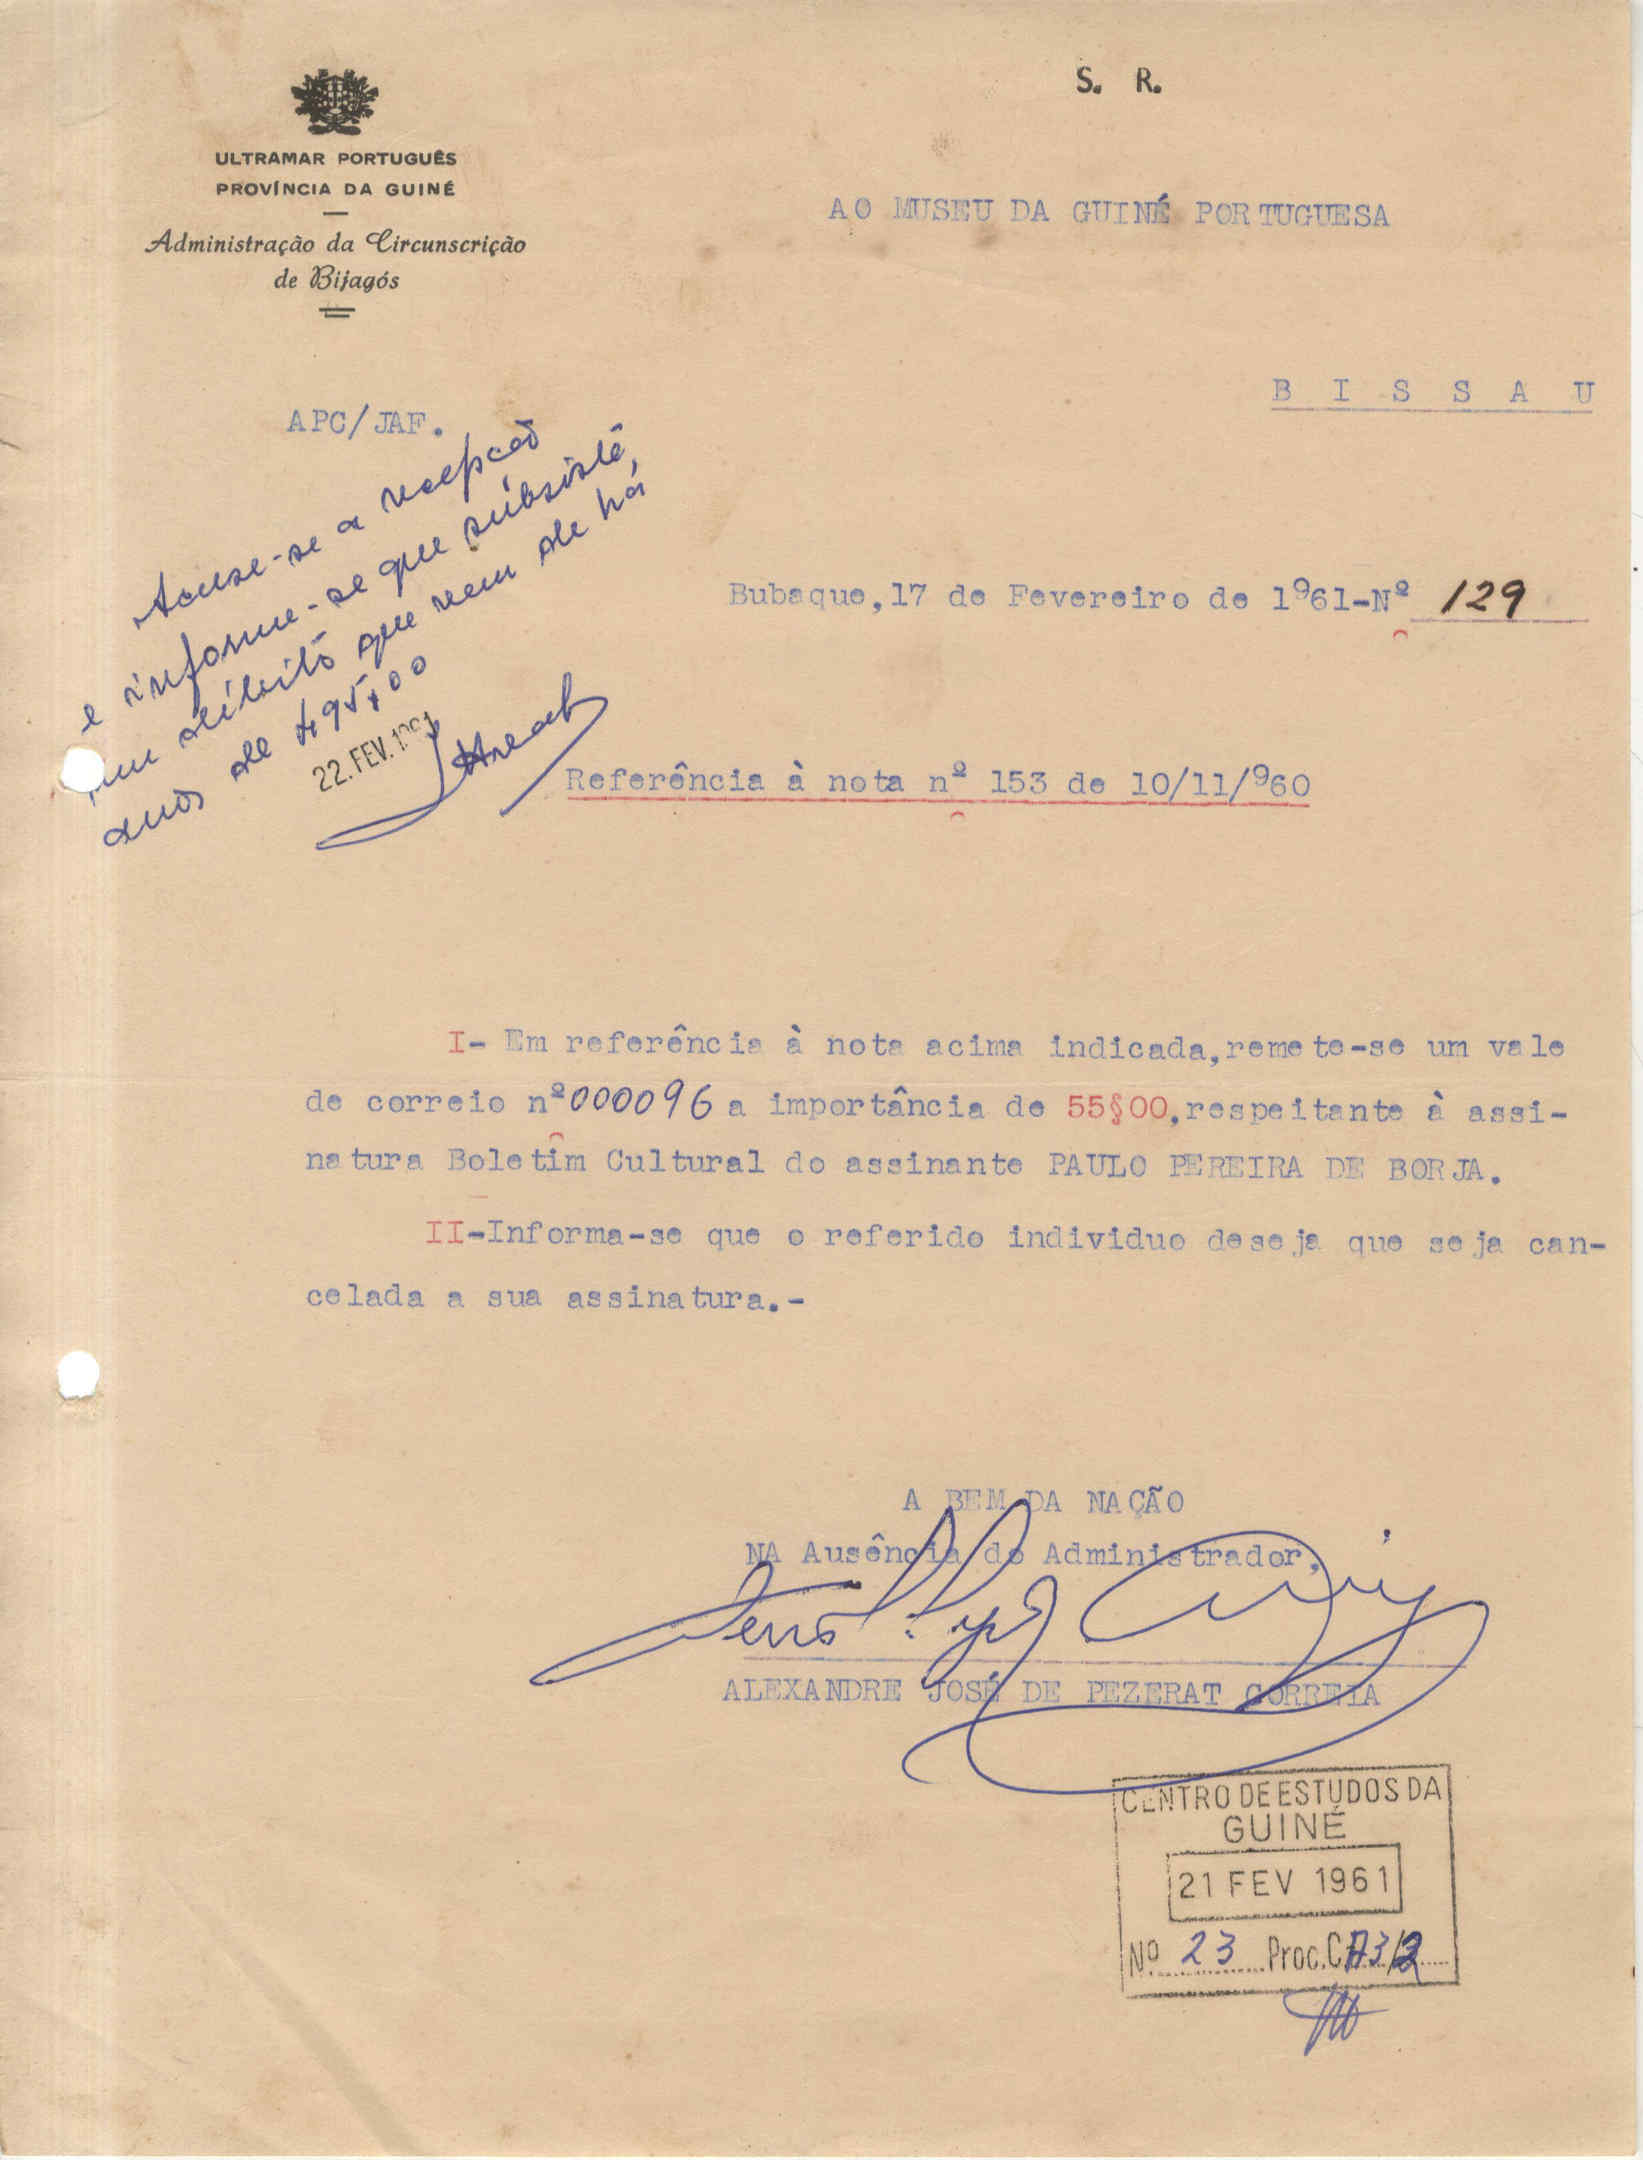 S. R.
ULTRAMAR PORTUGUÊS
PROVÍNCIA DA GUINÉ
Administração da Circunscrição
de Bijagós
AO MUSEU DA GUINÉ PORTUGUESA
B I S S A U
APC/JAF.
Acuse-se a recepção
e informe-se que subsiste,
um débito que vem de há
anos de 495,00
22.FEV.1961
Bubaque,17 de Fevereiro de 1961-Nº 129
Referência à nota nº 153 de 10/11/960
I- Em referência à nota acima indicada,remete-se um vale
de correio nº000096 a importância de 55$00,respeitante à assi-
natura Boletim Cultural do assinante PAULO PEREIRA DE BORJA.
II-Informa-se que o referido individuo deseja que seja can-
celada a sua assinatura.-
A BEM DA NAÇÃO
NA Ausência do Administrador,
ALEXANDRE JOSÉ DE PEZERAT CORREIA
CENTRO DE ESTUDOS DA
GUINÉ
21 FEV 1961
Nº 23 Proc.C